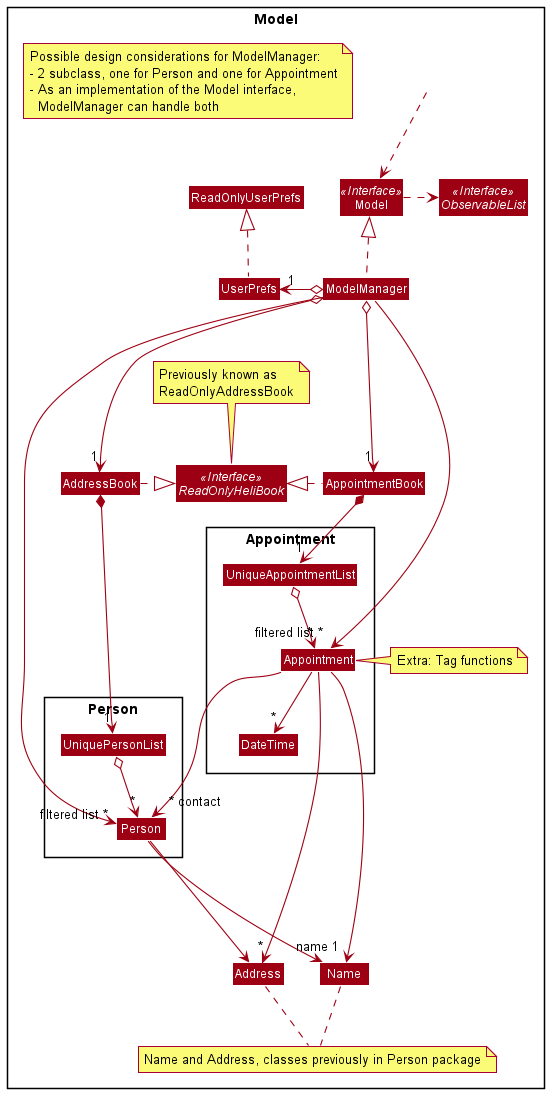 Model
Possible design considerations for ModelManager:
- 2 subclass, one for Person and one for Appointment
- As an implementation of the Model interface,
ModelManager can handle both
ReadOnlyUserPrefs
«Interface»
Model
«Interface»
ObservableList
UserPrefs
1
ModelManager
Previously known as
ReadOnlyAddressBook
1
1
AddressBook
«Interface»
ReadOnlyHeliBook
AppointmentBook
Appointment
1
UniqueAppointmentList
filtered list *
*
Appointment
Extra: Tag functions
Person
1
*
UniquePersonList
DateTime
*
* contact
filtered list *
Person
*
name 1
Address
Name
Name and Address, classes previously in Person package